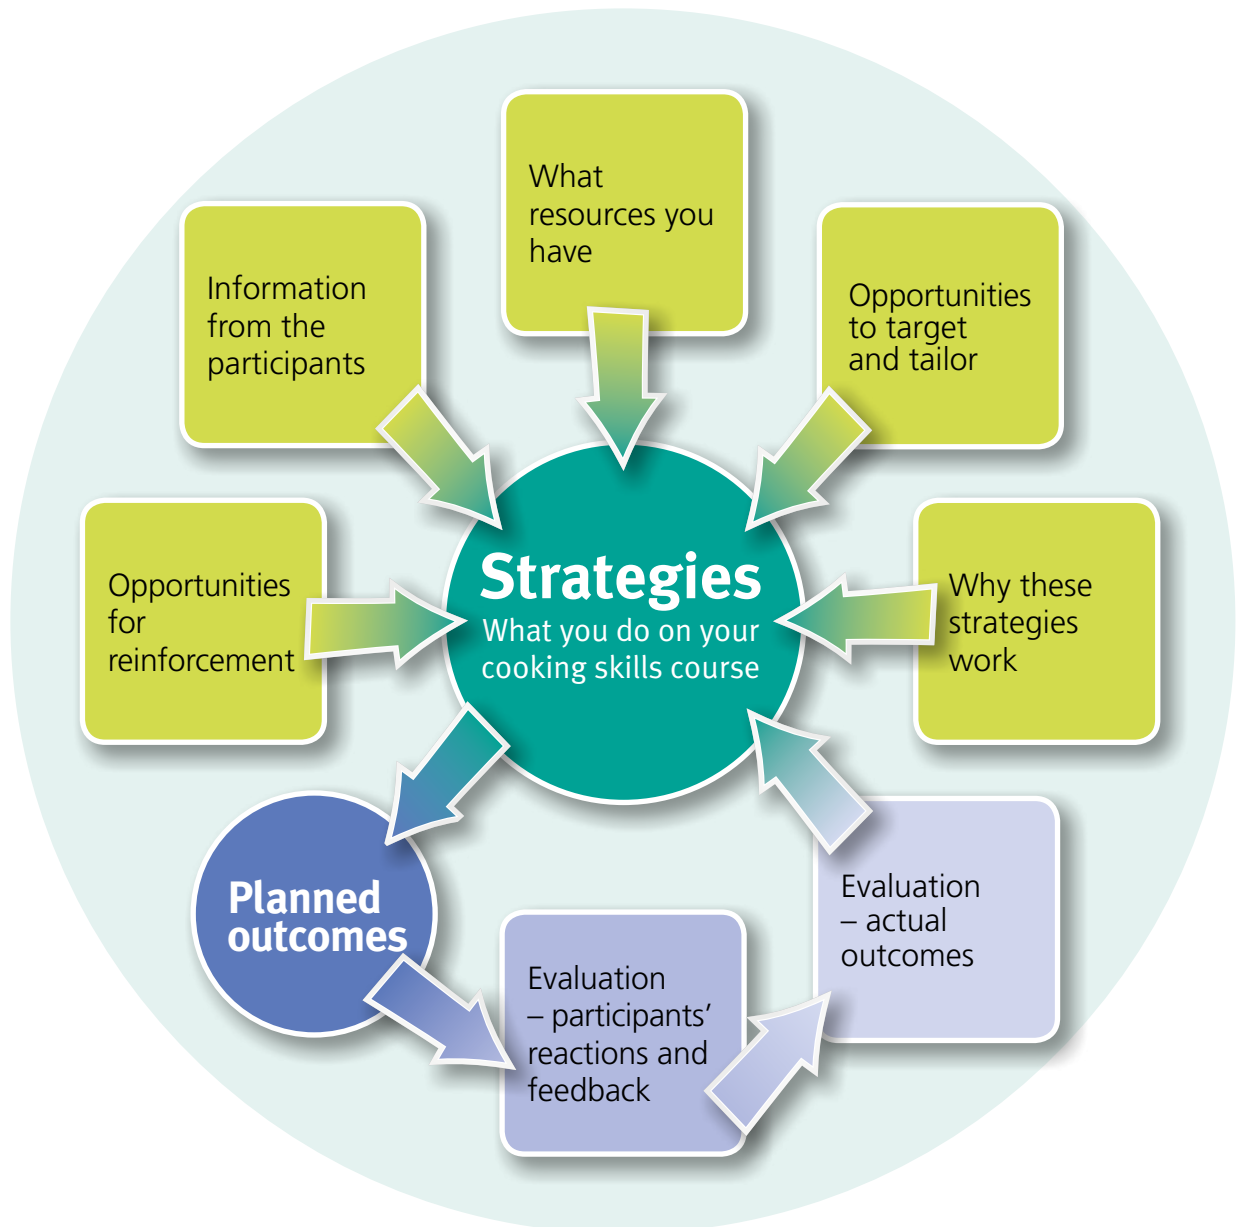 What
resources you
have
Information
from the
participants
Opportunities
to target
and tailor
Opportunities
for
reinforcement
Strategies
What you do on your
cooking skills course
Why these
strategies
work
Planned
outcomes
Evaluation
– participants’
reactions and
feedback
Evaluation
– actual
outcomes